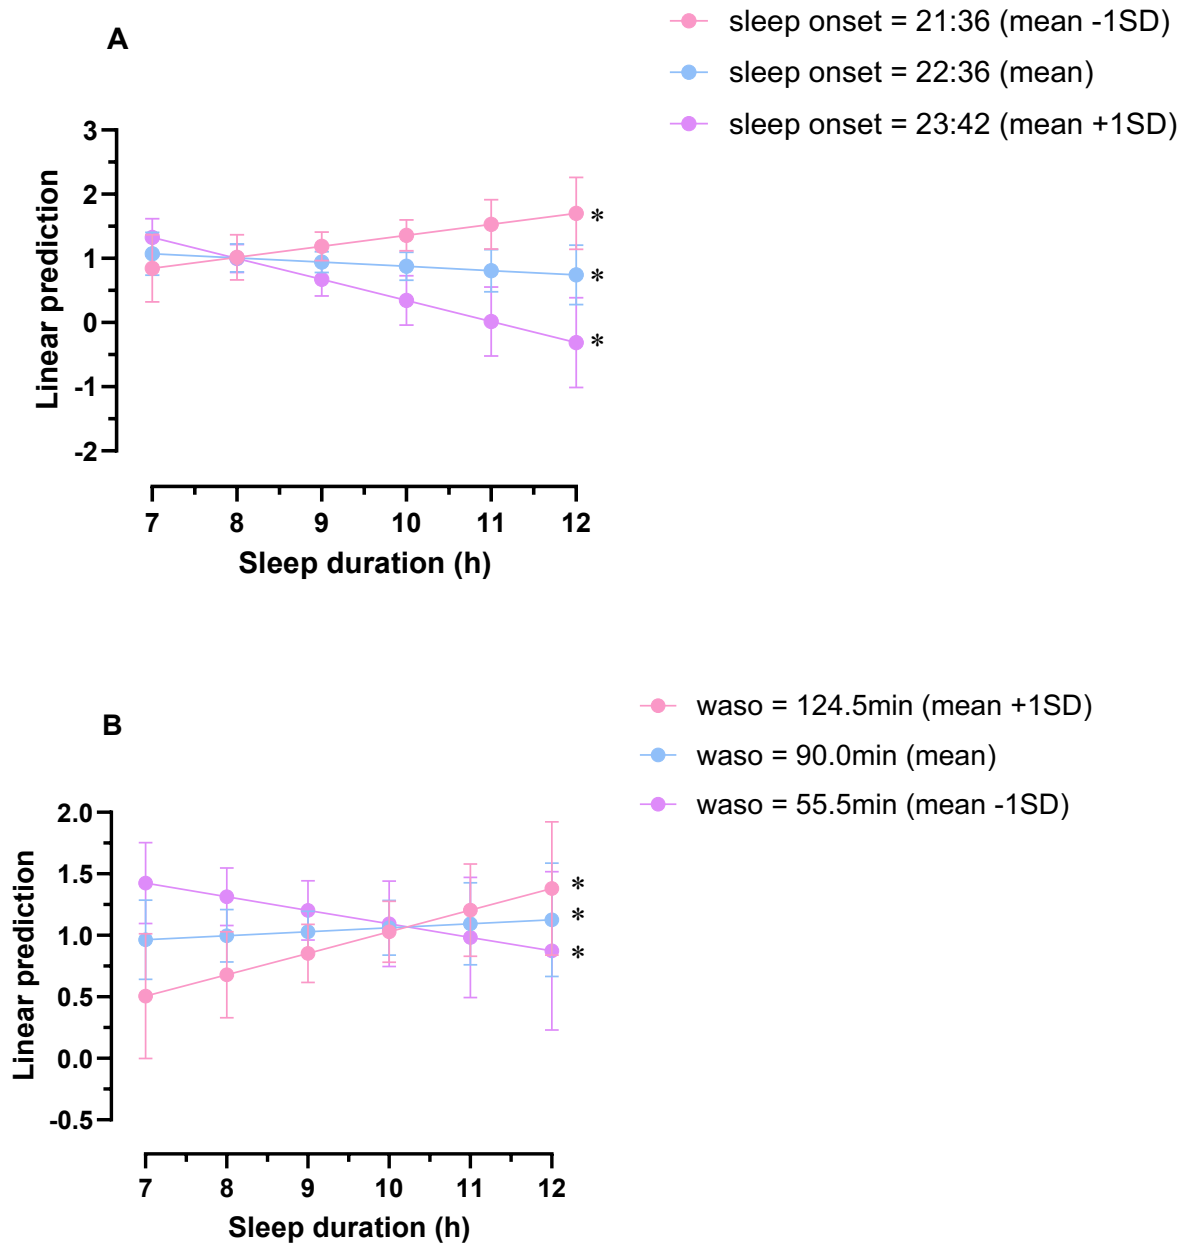 A
sleep onset = 21:36 (mean -1SD)
sleep onset = 22:36 (mean)
sleep onset = 23:42 (mean +1SD)
Linear prediction
3
2
1
0
-1
-2
*
*
*
7 8 9 10 11 12
Sleep duration (h)
B
waso = 124.5min (mean +1SD)
waso = 90.0min (mean)
waso = 55.5min (mean -1SD)
Linear prediction
2.0
1.5
1.0
0.5
0.0
-0.5
*
*
*
7 8 9 10 11 12
Sleep duration (h)